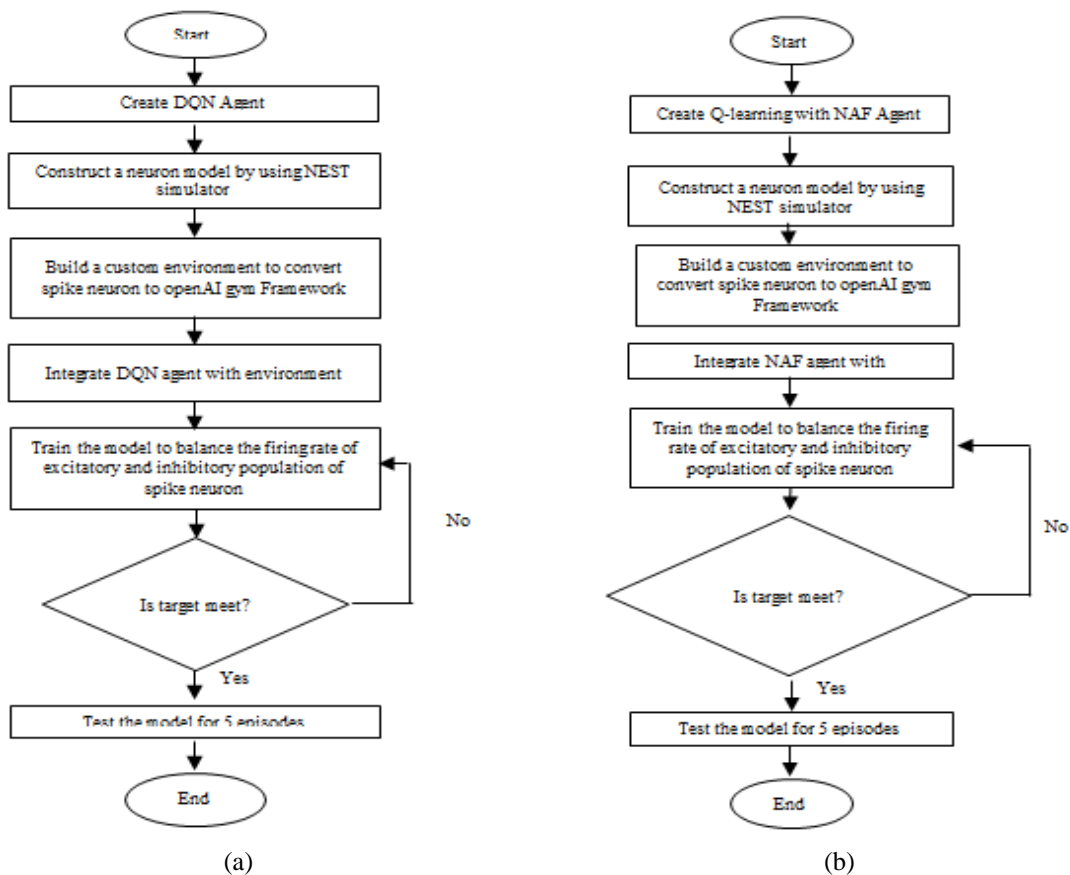 Start
Create DQN Agent
Construct a neuron model by using NEST
simulator
Build a custom environment to convert
spike neuron to openAI gym Framework
Integrate DQN agent with environment
Train the model to balance the firing rate of
excitatory and inhibitory population of
spike neuron
No
Is target meet?
Yes
Test the model for 5 episodes
End
(a)
Start
Create Q-learning with NAF Agent
Construct a neuron model by using
NEST simulator
Build a custom environment to
convert spike neuron to openAI gym
Framework
Integrate NAF agent with
Train the model to balance the firing
rate of excitatory and inhibitory
population of spike neuron
No
Is target meet?
Yes
Test the model for 5 episodes
End
(b)